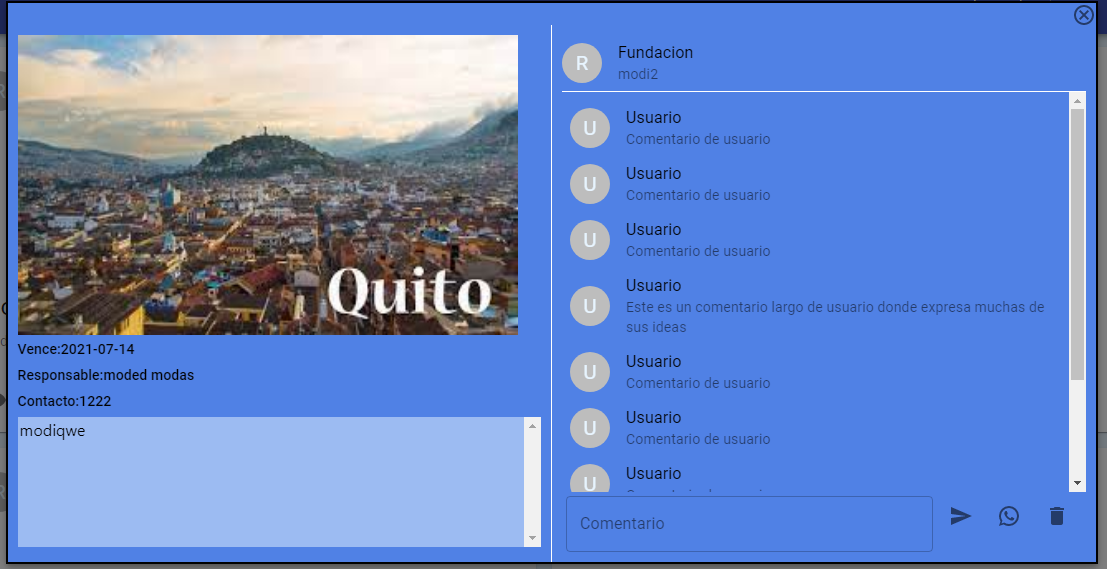 Quito
Vence:2021-07-14
Responsable:moded modas
Contacto:1222
modiqwe
R
Fundacion
modi2
U
Usuario
Comentario de usuario
U
Usuario
Comentario de usuario
U
Usuario
Comentario de usuario
U
Usuario
Este es un comentario largo de usuario donde expresa muchas de
sus ideas
U
Usuario
Comentario de usuario
U
Usuario
Comentario de usuario
U
Usuario
Comentario